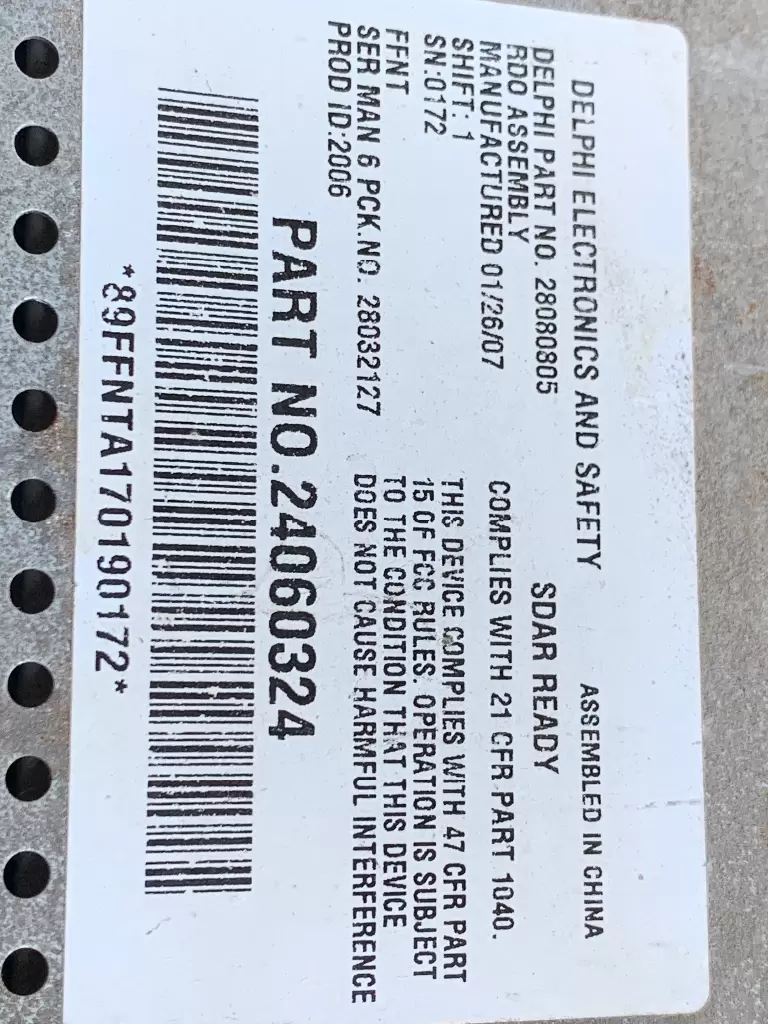 DELPHI ELECTRONICS AND SAFETY ASSEMBLED IN CHINA
DELPHI PART NO. 28080805 SDAR READY
RDO ASSEMBLY
MANUFACTURED 01/26/07 COMPLIES WITH 21 CFR PART 1040.
SHIFT: 1 THIS DEVICE COMPLIES WITH 47 CFR PART
SN:0172 15 OF FCC RULES. OPERATION IS SUBJECT
FFNT TO THE CONDITION THAT THIS DEVICE
SER MAN 6 PCK.NO. 28032127 DOES NOT CAUSE HARMFUL INTERFERENCE
PROD ID:2006
PART NO.24060324
*89FFNTA170190172*